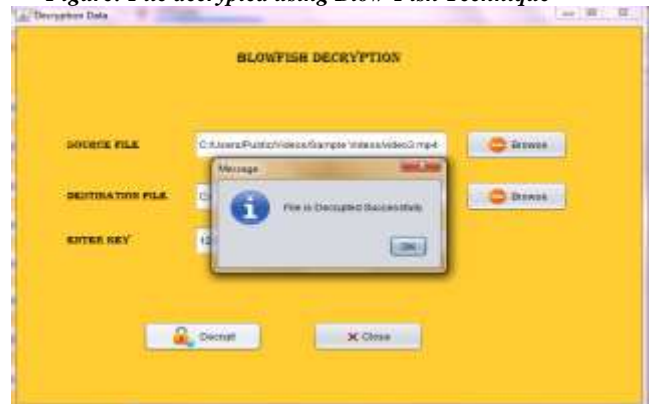 Figure: File decrypted using Blow Fish Technique
Decryption Data
BLOWFISH DECRYPTION
SOURCE FILE
C:\Users\Public\Videos\Sample Videos\video3.mp4
Browse
Message
DESTINATION FILE
C:
Browse
File is Decrypted Successfully
ENTER KEY
12
OK
Decrypt
Close